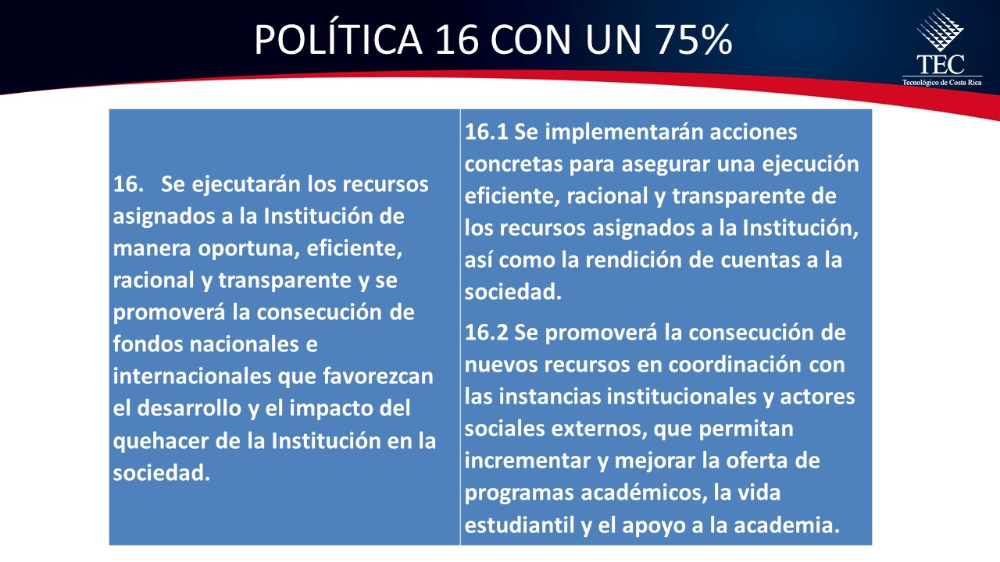 POLÍTICA 16 CON UN 75%
TEC
Tecnológico de Costa Rica
16. Se ejecutarán los recursos
asignados a la Institución de
manera oportuna, eficiente,
racional y transparente y se
promoverá la consecución de
fondos nacionales e
internacionales que favorezcan
el desarrollo y el impacto del
quehacer de la Institución en la
sociedad.
16.1 Se implementarán acciones
concretas para asegurar una ejecución
eficiente, racional y transparente de
los recursos asignados a la Institución,
así como la rendición de cuentas a la
sociedad.
16.2 Se promoverá la consecución de
nuevos recursos en coordinación con
las instancias institucionales y actores
sociales externos, que permitan
incrementar y mejorar la oferta de
programas académicos, la vida
estudiantil y el apoyo a la academia.